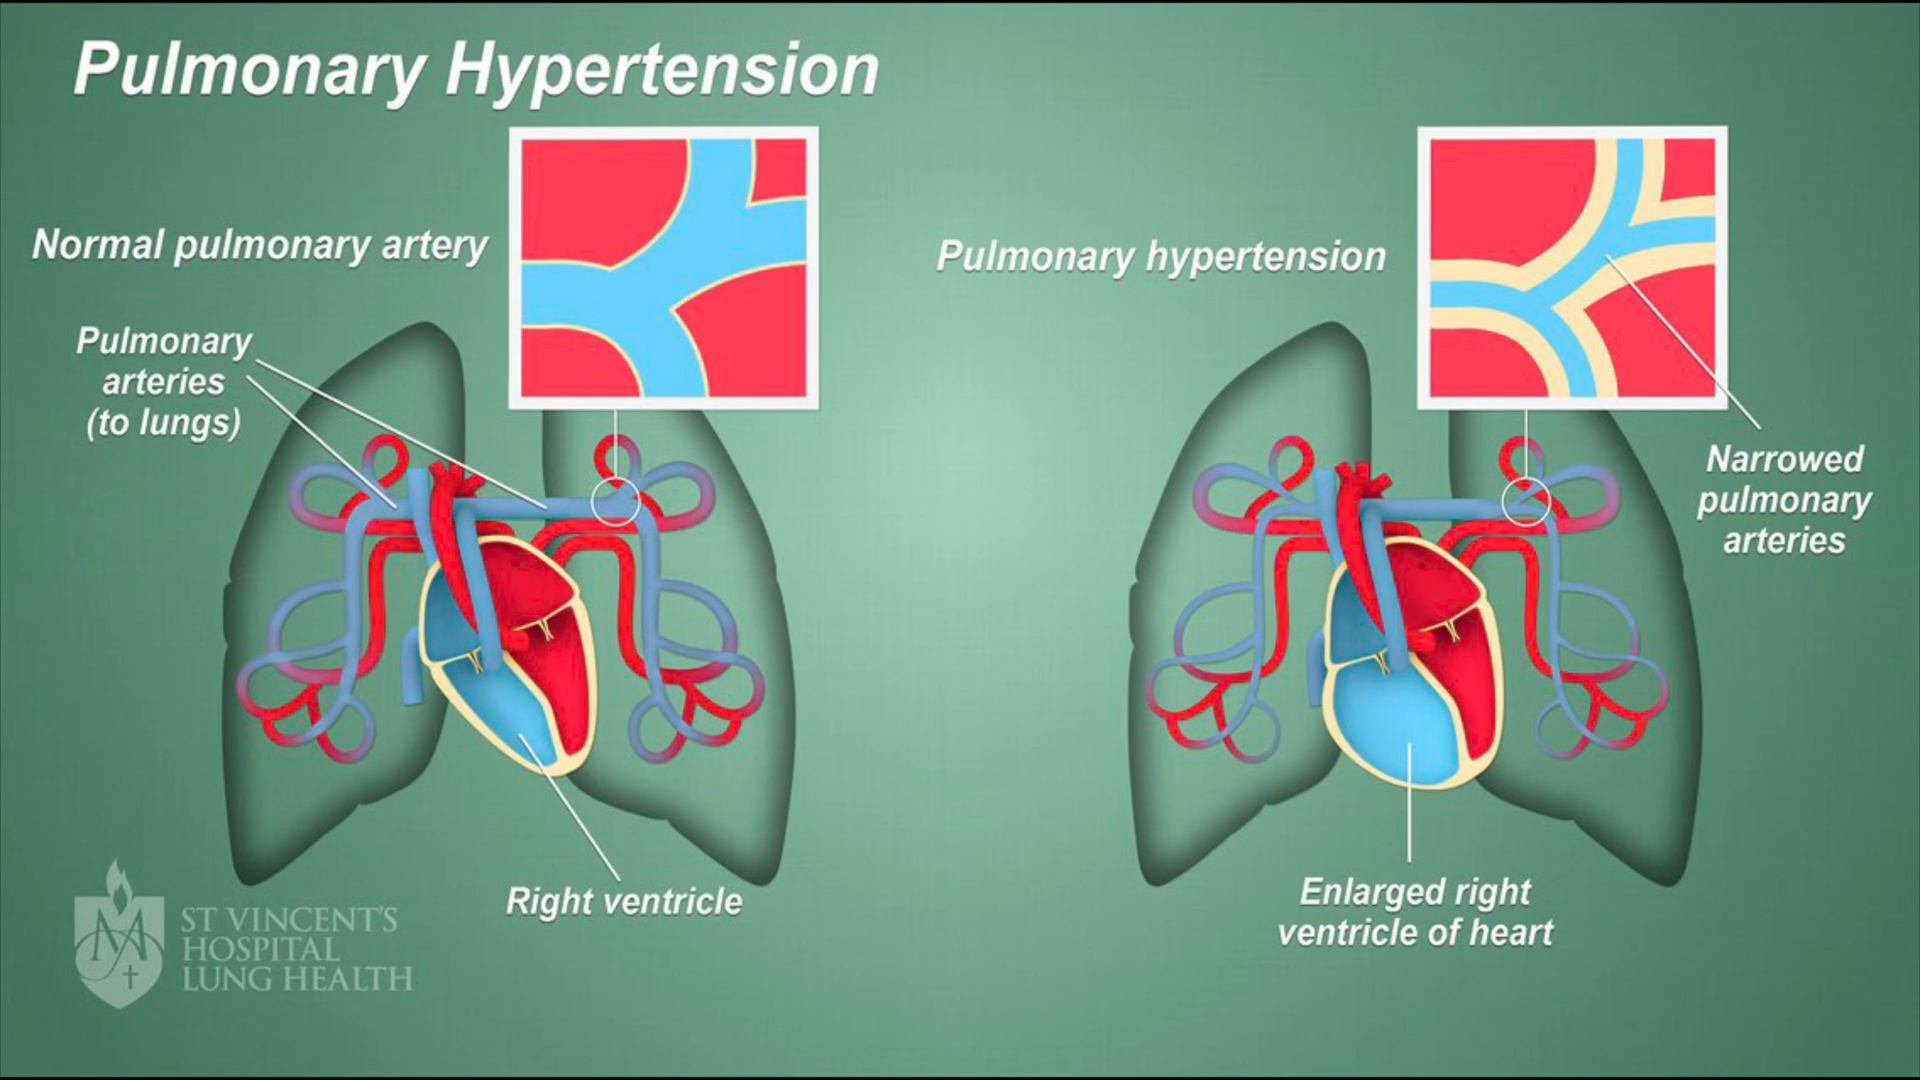 Pulmonary Hypertension
Normal pulmonary artery
Pulmonary
arteries
(to lungs)
Right ventricle
Pulmonary hypertension
Narrowed
pulmonary
arteries
Enlarged right
ventricle of heart
ST VINCENT'S
HOSPITAL
LUNG HEALTH